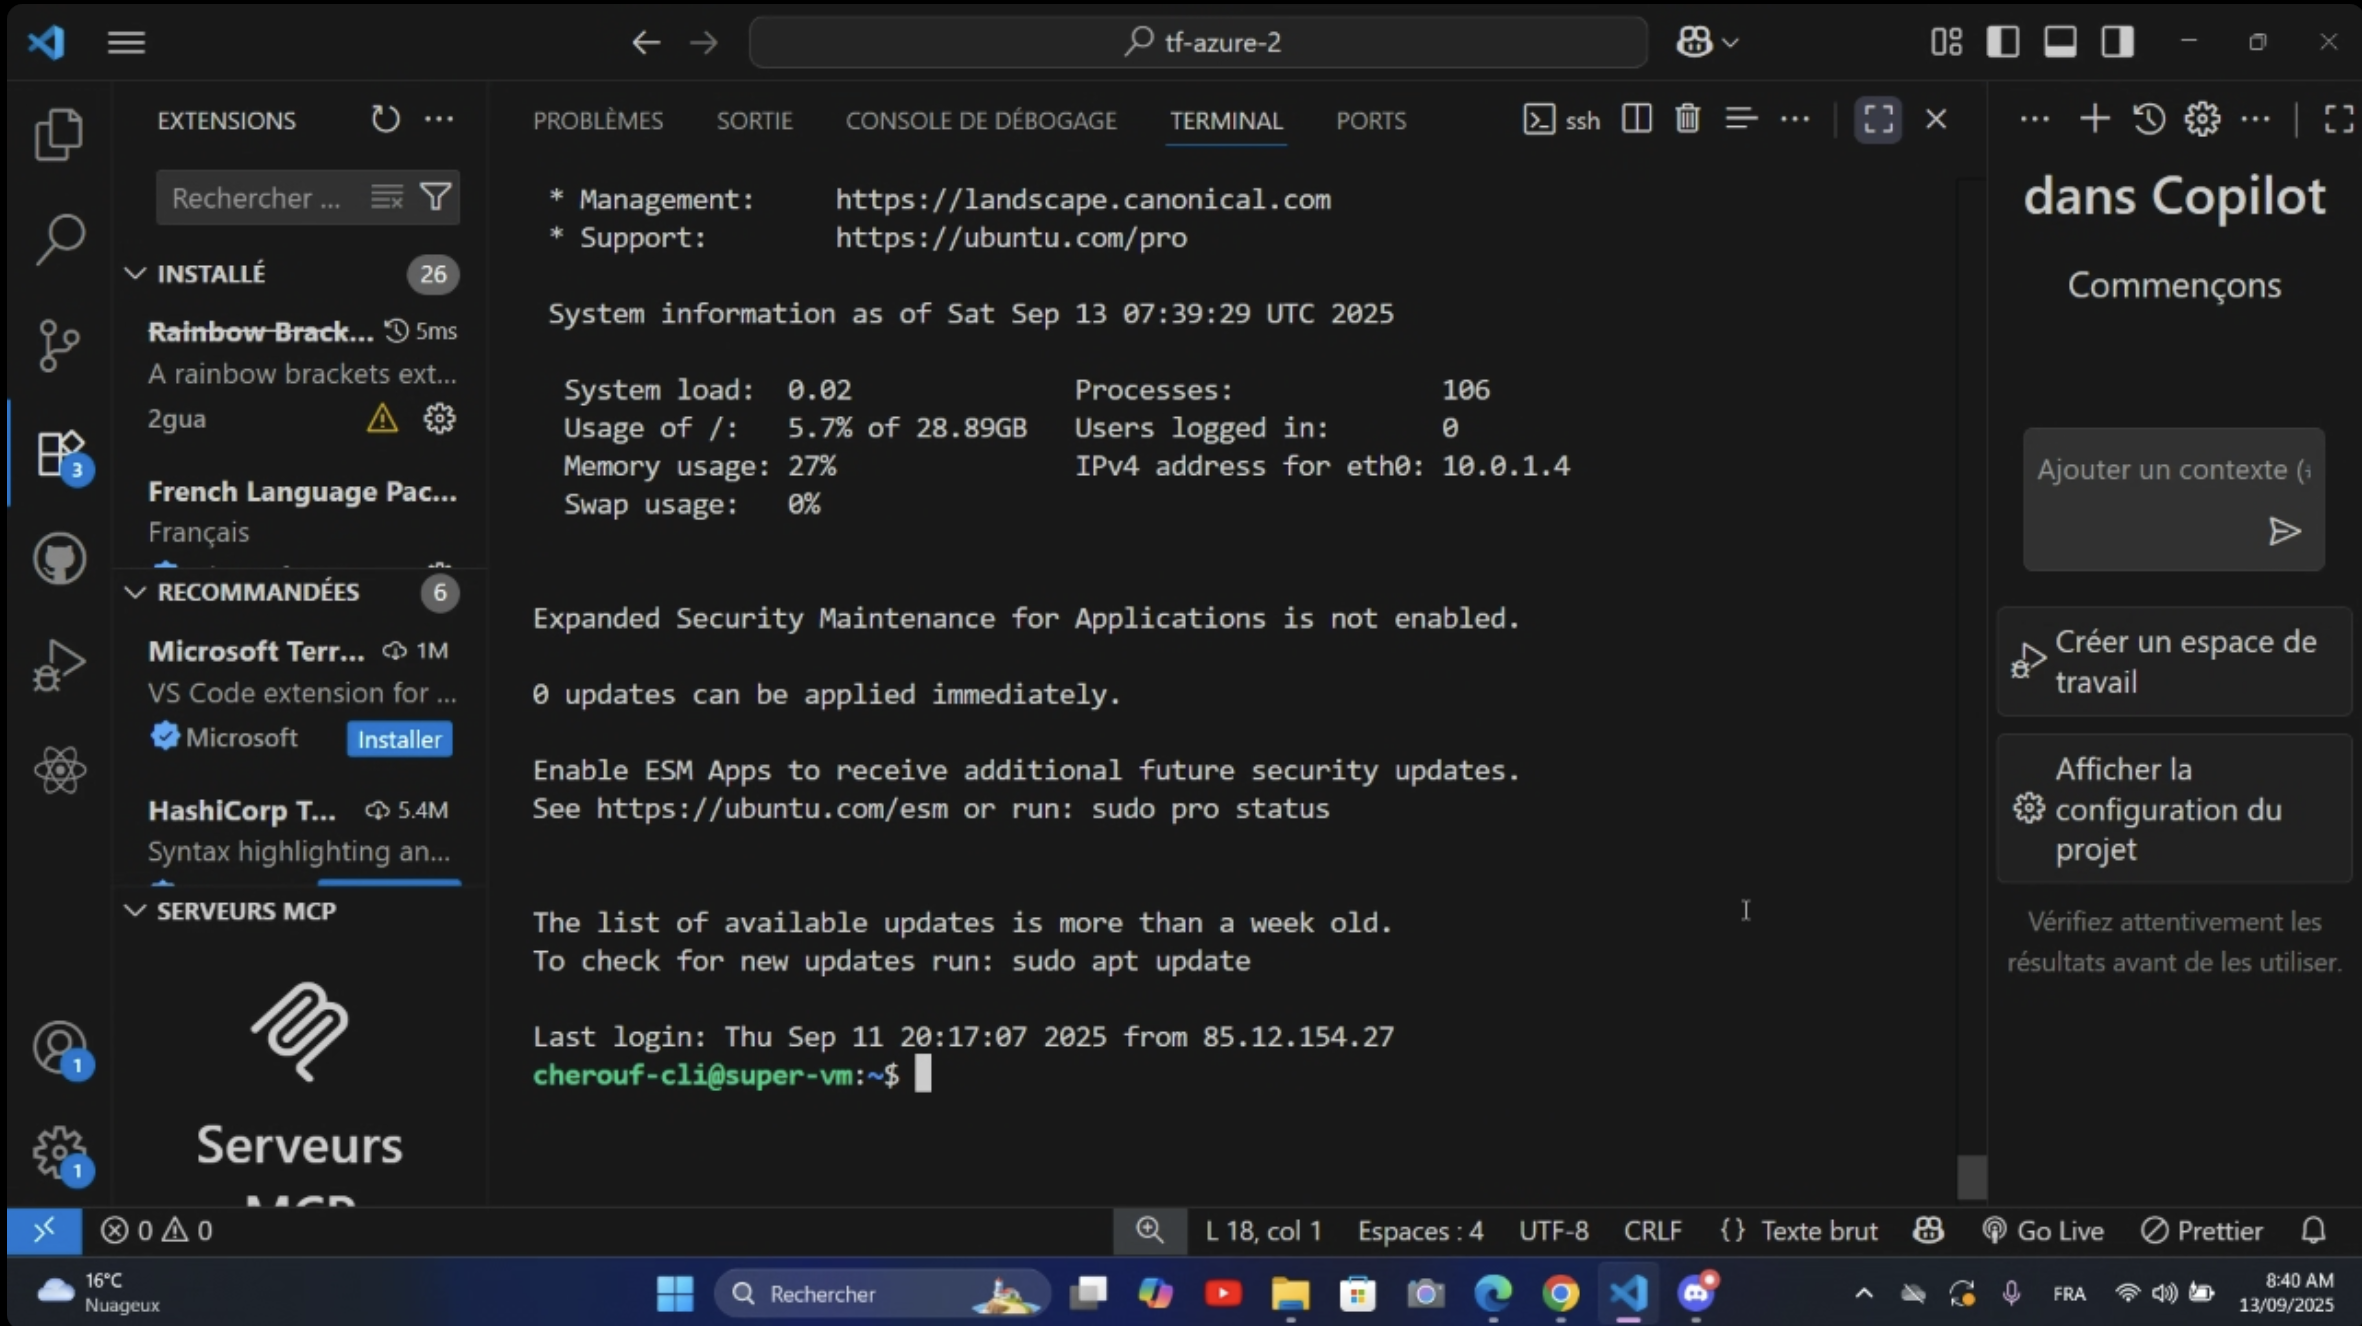 tf-azure-2
EXTENSIONS
Rechercher ...
INSTALLÉ 26
Rainbow Brack... 5ms
A rainbow brackets ext...
2gua
French Language Pac...
Français
RECOMMANDÉES 6
Microsoft Terr... 1M
VS Code extension for ...
Microsoft Installer
HashiCorp T... 5.4M
Syntax highlighting an...
SERVEURS MCP
Serveurs
MCP
3
1
1
PROBLÈMES SORTIE CONSOLE DE DÉBOGAGE TERMINAL PORTS ssh
* Management: https://landscape.canonical.com
* Support: https://ubuntu.com/pro
System information as of Sat Sep 13 07:39:29 UTC 2025
System load: 0.02 Processes: 106
Usage of /: 5.7% of 28.89GB Users logged in: 0
Memory usage: 27% IPv4 address for eth0: 10.0.1.4
Swap usage: 0%
Expanded Security Maintenance for Applications is not enabled.
0 updates can be applied immediately.
Enable ESM Apps to receive additional future security updates.
See https://ubuntu.com/esm or run: sudo pro status
The list of available updates is more than a week old.
To check for new updates run: sudo apt update
Last login: Thu Sep 11 20:17:07 2025 from 85.12.154.27
cherouf-cli@super-vm:~$
dans Copilot
Commençons
Ajouter un contexte (
Créer un espace de
travail
Afficher la
configuration du
projet
Vérifiez attentivement les
résultats avant de les utiliser.
0 0 L 18, col 1 Espaces : 4 UTF-8 CRLF {} Texte brut Go Live Prettier
16°C
Nuageux
Rechercher
FRA
8:40 AM
13/09/2025